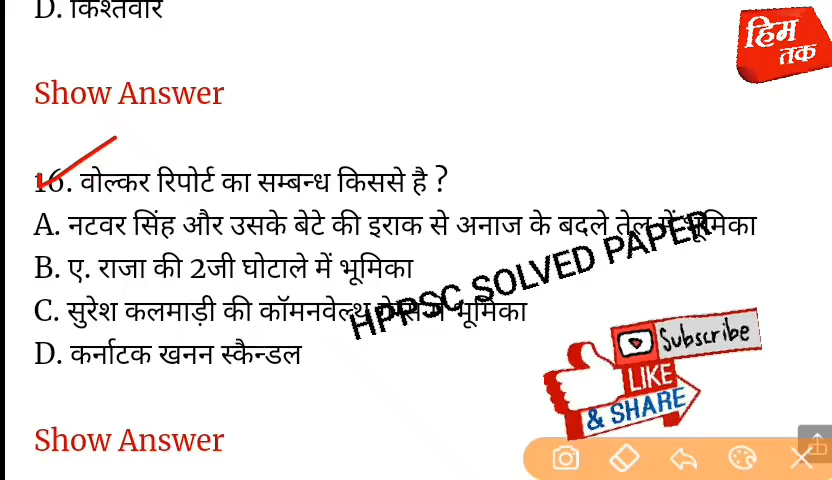 D. किश्तवार
हिम
तक
Show Answer
16. वोल्कर रिपोर्ट का सम्बन्ध किससे है ?
A. नटवर सिंह और उसके बेटे की इराक से अनाज के बदले तेल में भूमिका
B. ए. राजा की 2जी घोटाले में भूमिका
C. सुरेश कलमाड़ी की कॉमनवेल्थ गेम्स में भूमिका
D. कर्नाटक खनन स्कैन्डल
HPPSC SOLVED PAPER
Subscribe
LIKE
& SHARE
Show Answer